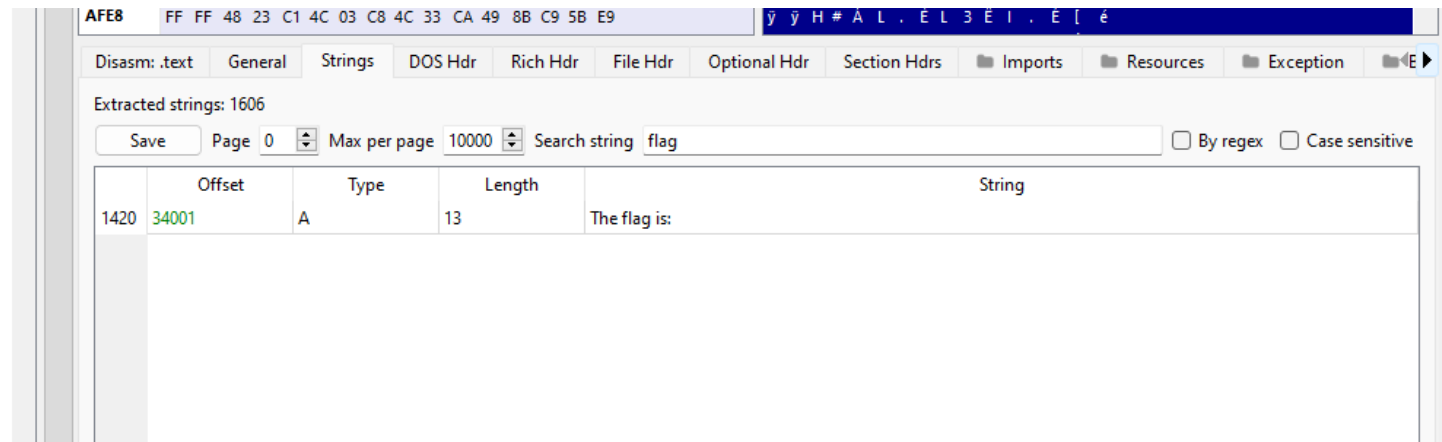 AFE8 FF FF 48 23 C1 4C 03 C8 4C 33 CA 49 8B C9 5B E9 ÿ ÿ H # Á L . É L 3 Ê I . É [ é
Disasm: .text General Strings DOS Hdr Rich Hdr File Hdr Optional Hdr Section Hdrs Imports Resources Exception
Extracted strings: 1606
Save Page 0 Max per page 10000 Search string flag By regex Case sensitive
Offset Type Length String
1420 34001 A 13 The flag is: